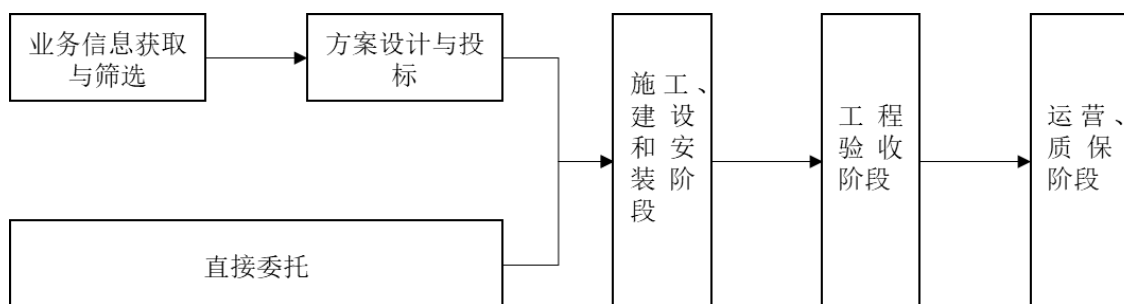 业务信息获取
与筛选
方案设计与投
标
直接委托
施工、
建设
和安
装阶
段
工程
验收
阶段
运营、
质保
阶段